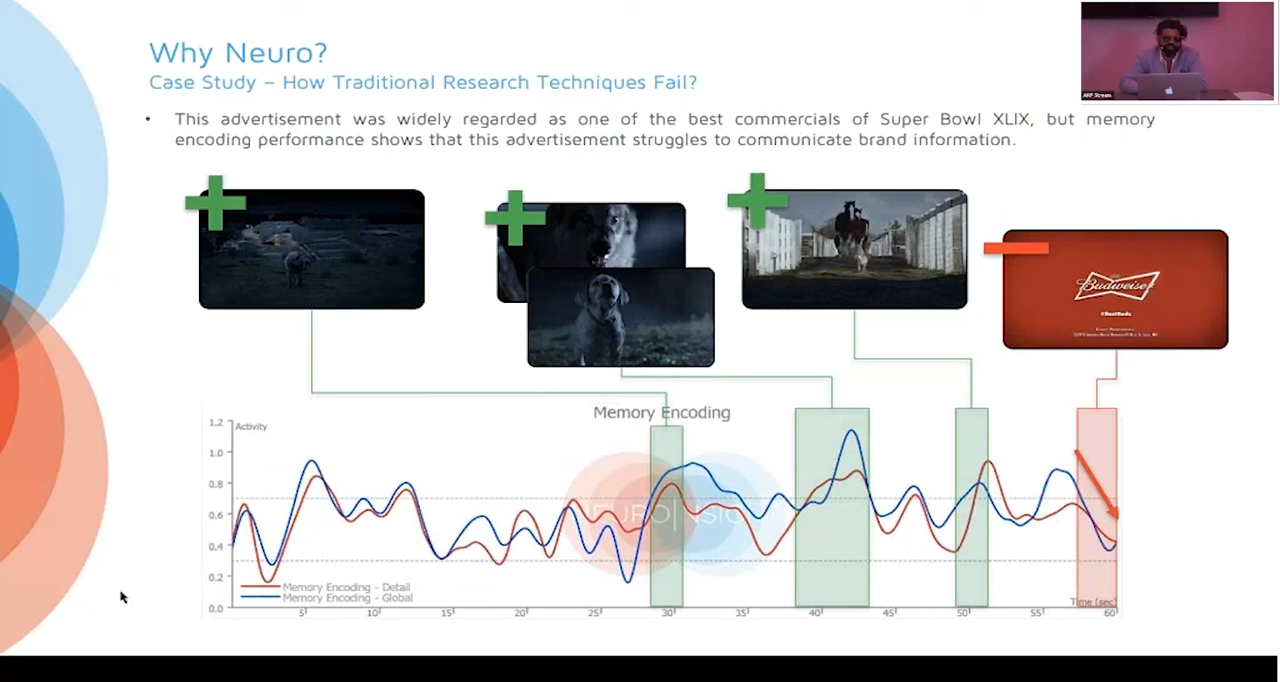 ARF Stream
Why Neuro?
Case Study – How Traditional Research Techniques Fail?
• This advertisement was widely regarded as one of the best commercials of Super Bowl XLIX, but memory
encoding performance shows that this advertisement struggles to communicate brand information.
Budweiser
#BestBuds
Memory Encoding
Activity
1.2
1.0
0.8
0.6
0.4
0.2
0.0
NEURO|INSIG
Memory Encoding - Detail
Memory Encoding - Global
Time (sec)
5' 10' 15' 20' 25' 30' 35' 40' 45' 50' 55' 60'